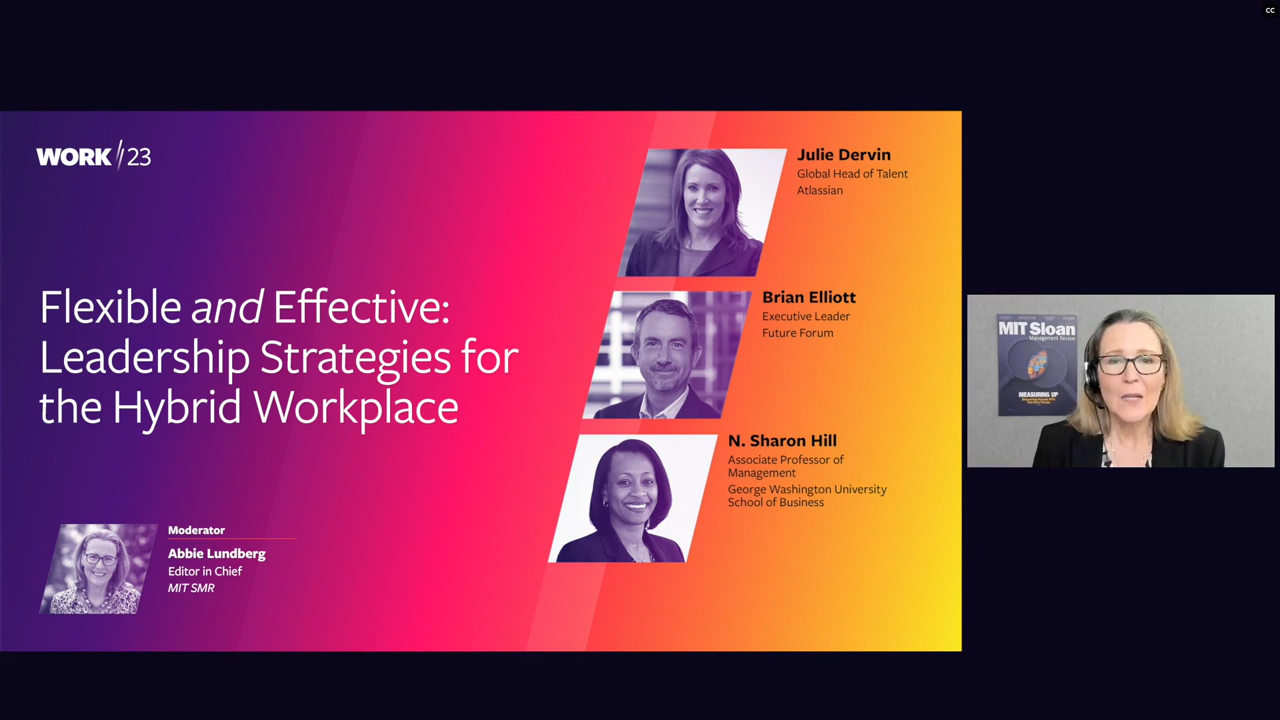 CC
WORK//23
Flexible and Effective:
Leadership Strategies for
the Hybrid Workplace
Julie Dervin
Global Head of Talent
Atlassian
Brian Elliott
Executive Leader
Future Forum
N. Sharon Hill
Associate Professor of
Management
George Washington University
School of Business
Moderator
Abbie Lundberg
Editor in Chief
MIT SMR
MIT Sloan
Management Review
MEASURING UP